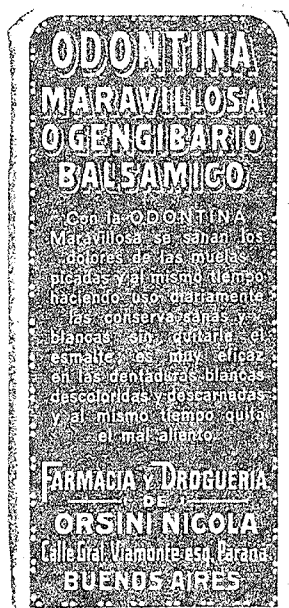 ODONTINA
MARAVILLOSA
O GENGIBARIO
BALSAMICO
Con la ODONTINA
Maravillosa se sanan los
dolores de las muelas
picadas y al mismo tiempo
haciendo uso diariamente
las conserva sanas y
blancas sin quitarle el
esmalte, es muy eficaz
en las dentaduras blancas
descoloridas y descarnadas
y al mismo tiempo quita
el mal aliento.
FARMACIA Y DROGUERIA
DE
ORSINI NICOLA
Calle Gral. Viamonte esq. Paraná
BUENOS AIRES